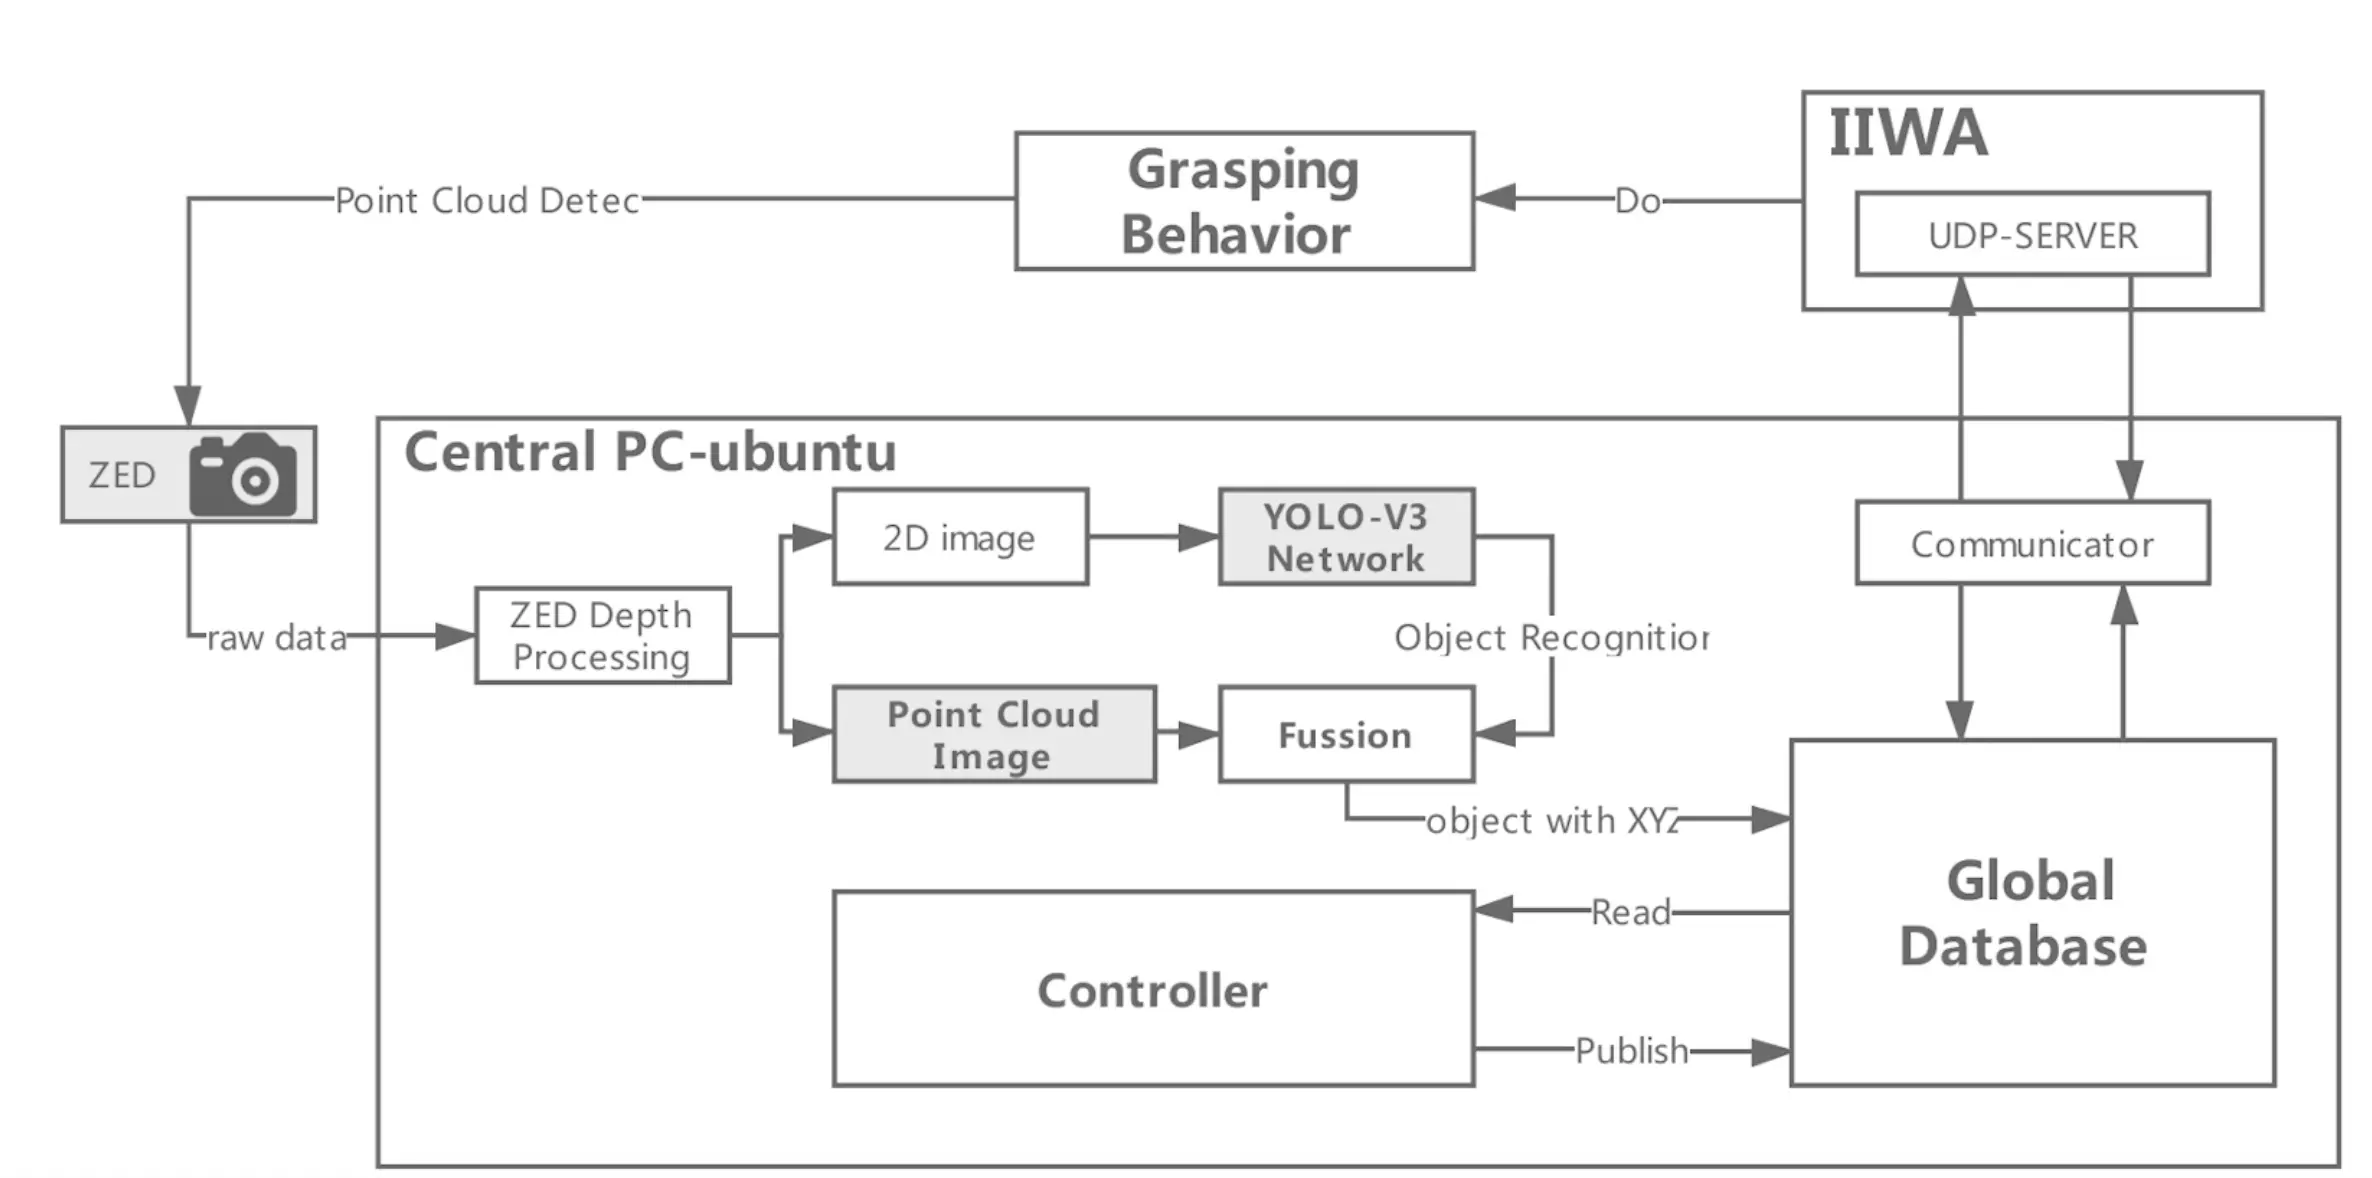 IIWA
Grasping
Behavior
Do
Point Cloud Detec
UDP-SERVER
ZED
Central PC-ubuntu
2D image
YOLO-V3
Network
Communicator
raw data
ZED Depth
Processing
Object Recognition
Point Cloud
Image
Fussion
object with XYZ
Global
Database
Read
Controller
Publish